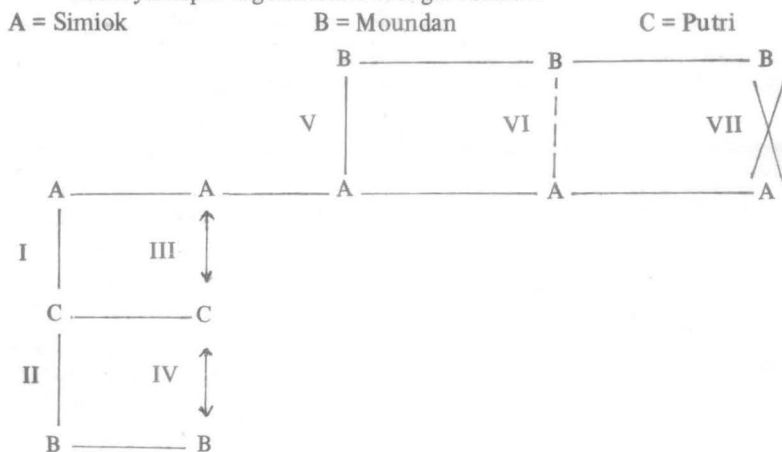 A = Simiok B = Moundan C = Putri
B B B
V VI VII
A A A A A
I III
C C
II IV
B B